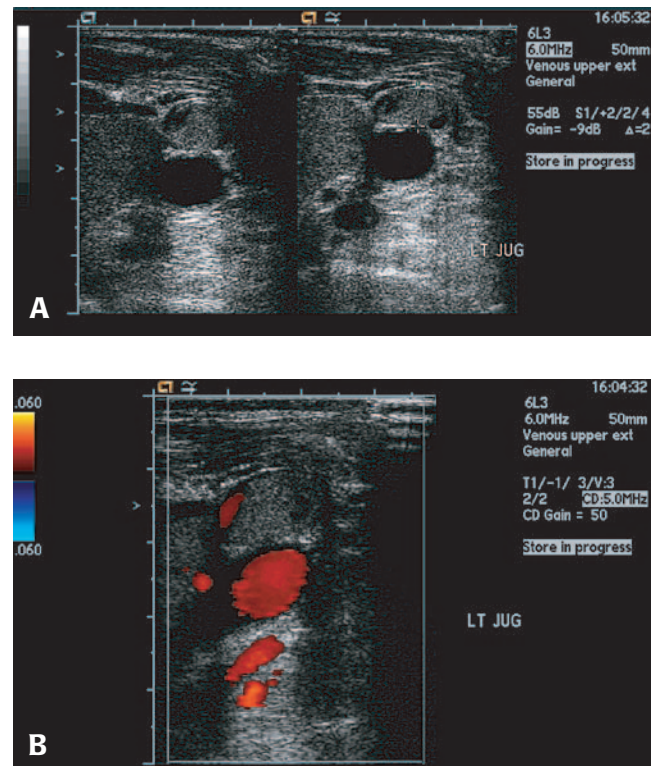 16:05:32
6L3
6.0MHz 50mm
Venous upper ext
General
55dB S1/+2/2/4
Gain= -9dB Δ=2
Store in progress
LT JUG
A
16:04:32
.060
6L3
6.0MHz 50mm
Venous upper ext
General
T1/-1/ 3/V:3
2/2 CD:5.0MHz
CD Gain = 50
.060
Store in progress
LT JUG
B